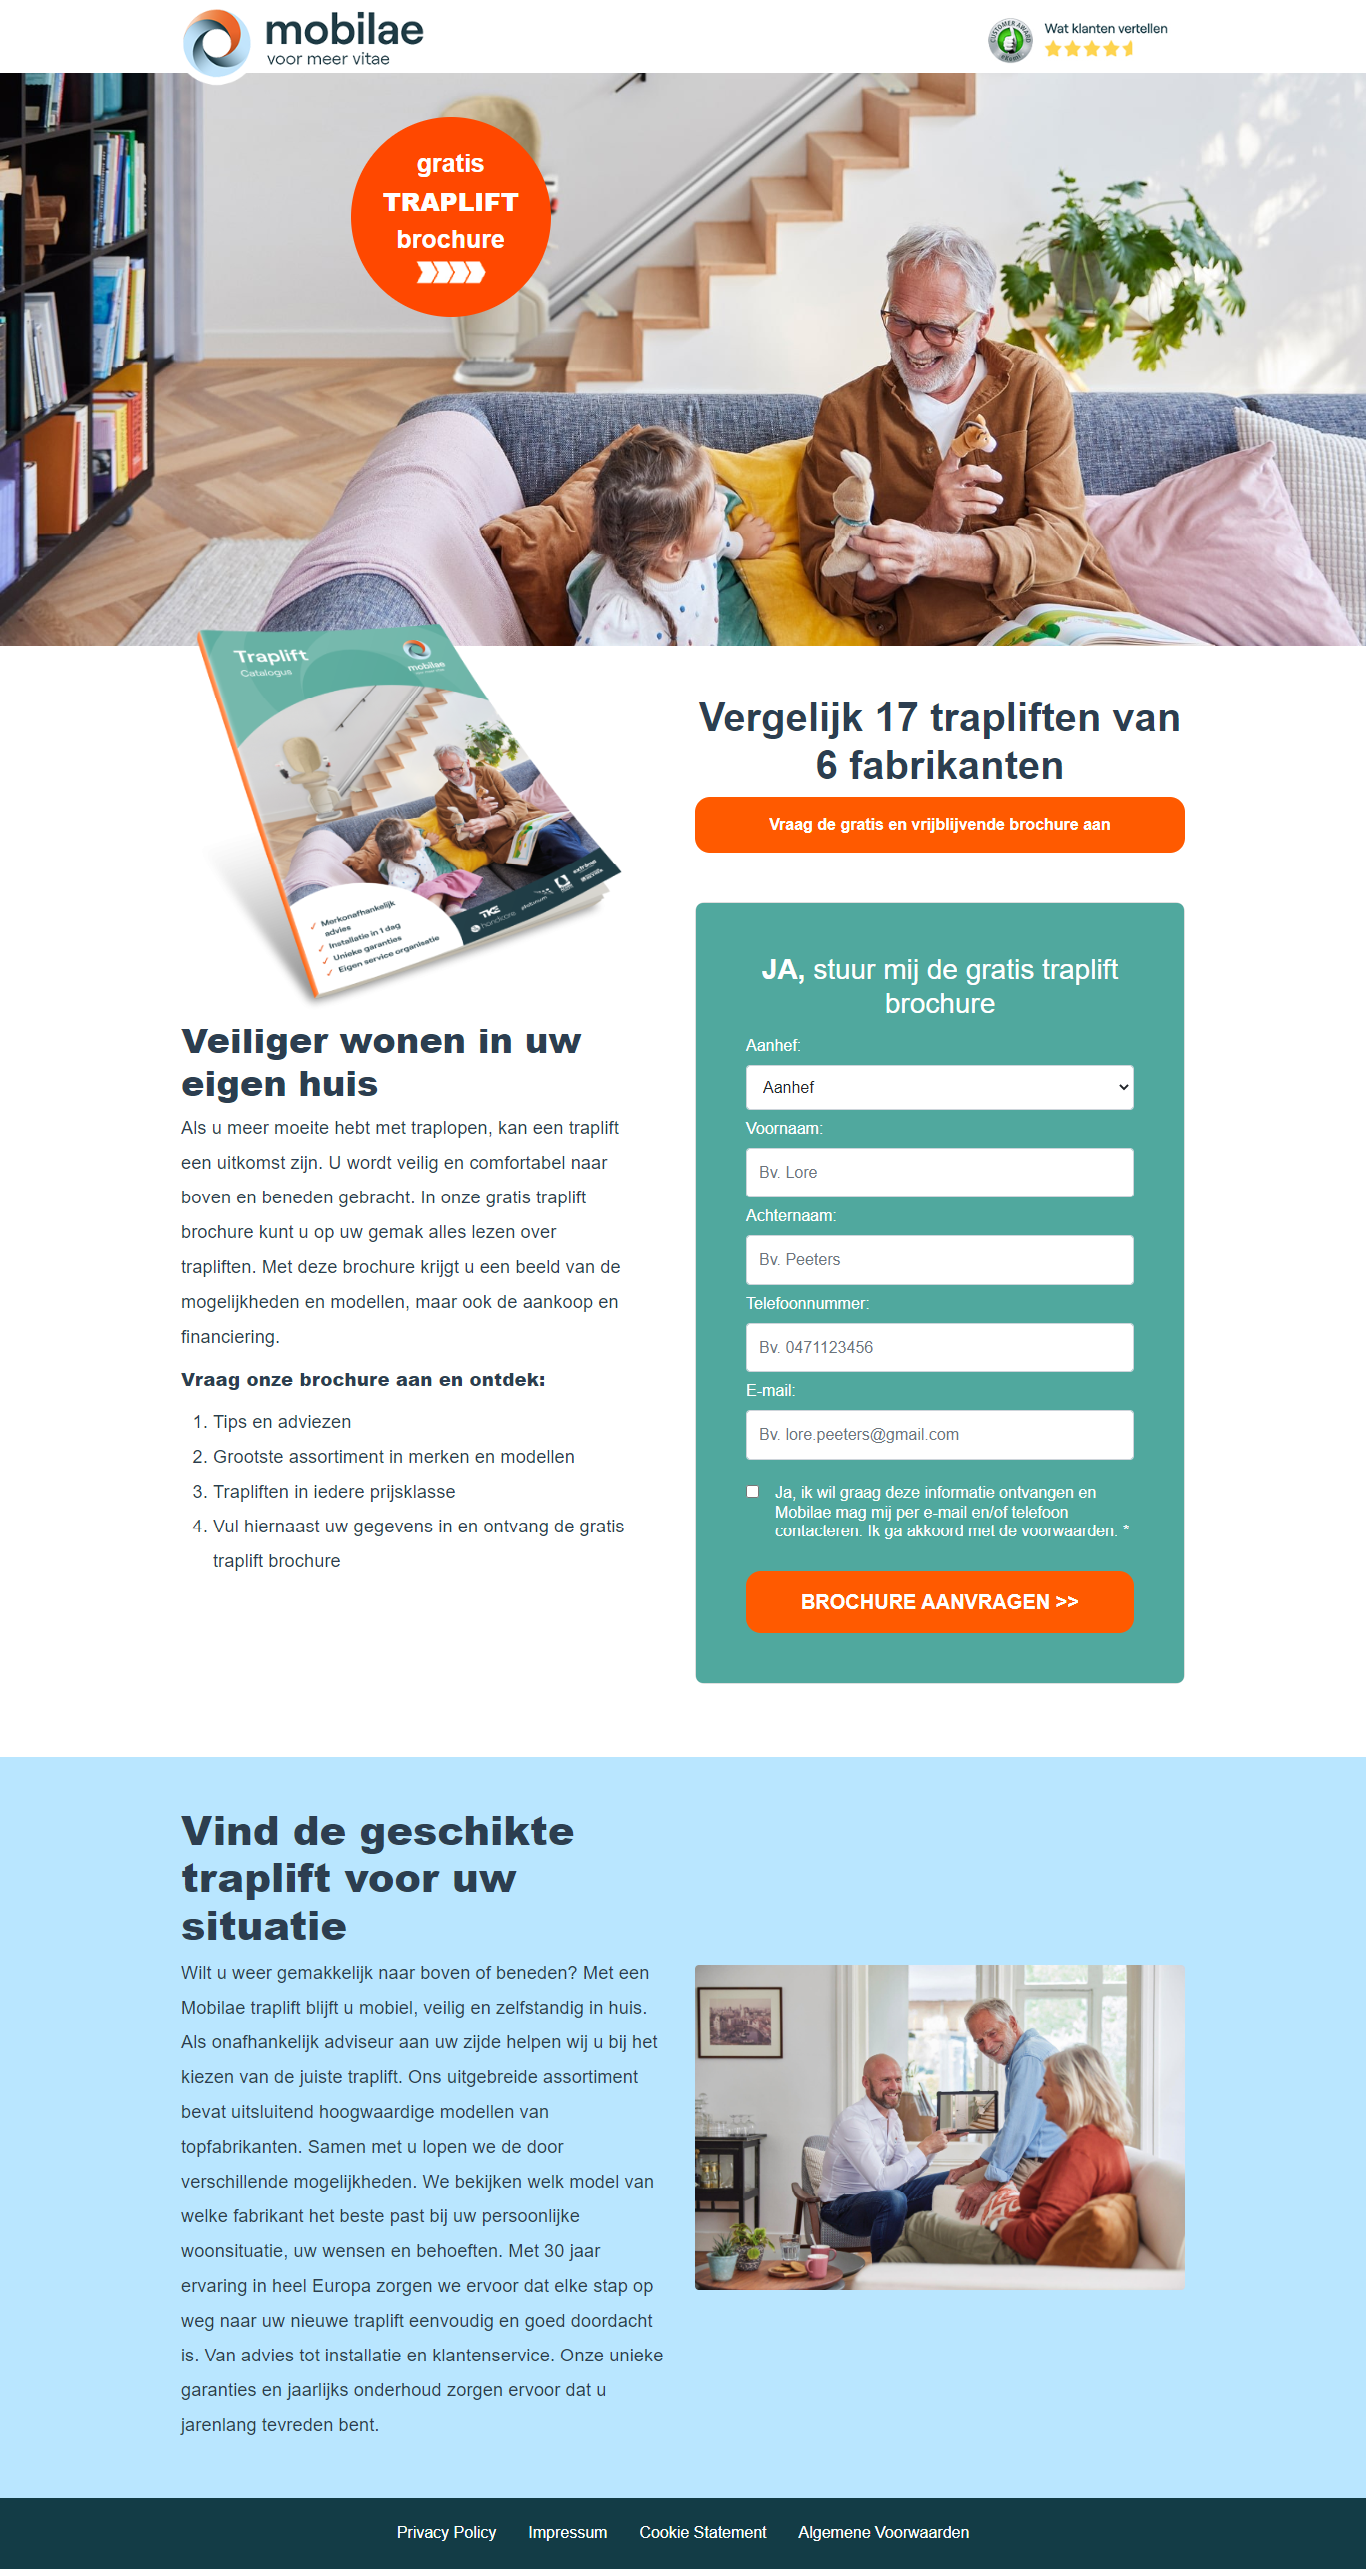 mobilae
voor meer vitae
CUSTOMER AWARD
Wat klanten vertellen
gratis
TRAPLIFT
brochure
Traplift
Catalogus
mobilae
✓ Merkonafhankelijk
advies
✓ Installatie in 1 dag
✓ Unieke garanties
✓ Eigen service organisatie
TKE
handicare
platinum
Vergelijk 17 trapliften van
6 fabrikanten
Vraag de gratis en vrijblijvende brochure aan
Veiliger wonen in uw
eigen huis
Als u meer moeite hebt met traplopen, kan een traplift
een uitkomst zijn. U wordt veilig en comfortabel naar
boven en beneden gebracht. In onze gratis traplift
brochure kunt u op uw gemak alles lezen over
trapliften. Met deze brochure krijgt u een beeld van de
mogelijkheden en modellen, maar ook de aankoop en
financiering.
Vraag onze brochure aan en ontdek:
1. Tips en adviezen
2. Grootste assortiment in merken en modellen
3. Trapliften in iedere prijsklasse
4. Vul hiernaast uw gegevens in en ontvang de gratis
traplift brochure
JA, stuur mij de gratis traplift
brochure
Aanhef:
Aanhef
Voornaam:
Bv. Lore
Achternaam:
Bv. Peeters
Telefoonnummer:
Bv. 0471123456
E-mail:
Bv. lore.peeters@gmail.com
Ja, ik wil graag deze informatie ontvangen en
Mobilae mag mij per e-mail en/of telefoon
contacteren. Ik ga akkoord met de voorwaarden. *
BROCHURE AANVRAGEN >>
Vind de geschikte
traplift voor uw
situatie
Wilt u weer gemakkelijk naar boven of beneden? Met een
Mobilae traplift blijft u mobiel, veilig en zelfstandig in huis.
Als onafhankelijk adviseur aan uw zijde helpen wij u bij het
kiezen van de juiste traplift. Ons uitgebreide assortiment
bevat uitsluitend hoogwaardige modellen van
topfabrikanten. Samen met u lopen we de door
verschillende mogelijkheden. We bekijken welk model van
welke fabrikant het beste past bij uw persoonlijke
woonsituatie, uw wensen en behoeften. Met 30 jaar
ervaring in heel Europa zorgen we ervoor dat elke stap op
weg naar uw nieuwe traplift eenvoudig en goed doordacht
is. Van advies tot installatie en klantenservice. Onze unieke
garanties en jaarlijks onderhoud zorgen ervoor dat u
jarenlang tevreden bent.
Privacy Policy Impressum Cookie Statement Algemene Voorwaarden